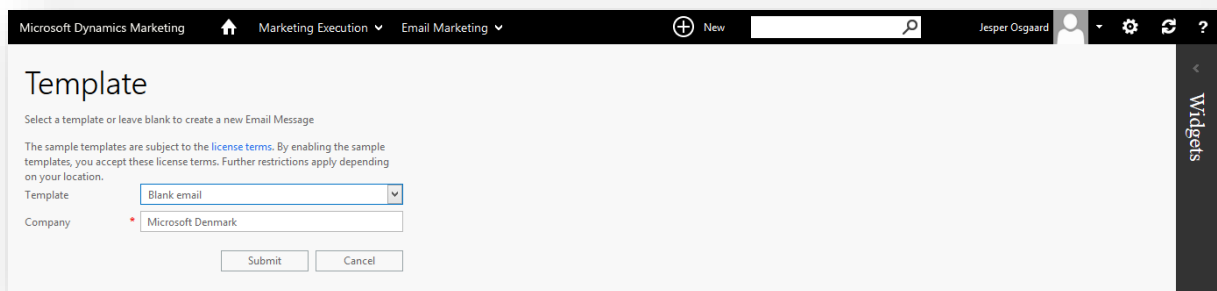 Microsoft Dynamics Marketing Marketing Execution Email Marketing New Jesper Osgaard ?
Widgets
Template
Select a template or leave blank to create a new Email Message
The sample templates are subject to the license terms. By enabling the sample
templates, you accept these license terms. Further restrictions apply depending
on your location.
Template Blank email
Company * Microsoft Denmark
Submit Cancel